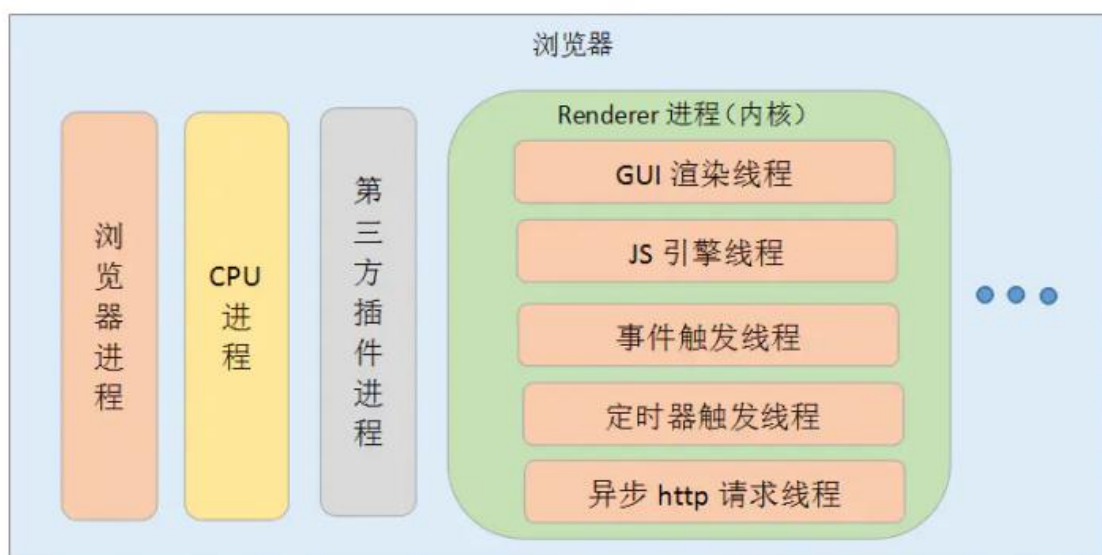 浏览器
浏览器进程
CPU
进程
第三方插件进程
Renderer 进程（内核）
GUI 渲染线程
JS 引擎线程
事件触发线程
定时器触发线程
异步 http 请求线程